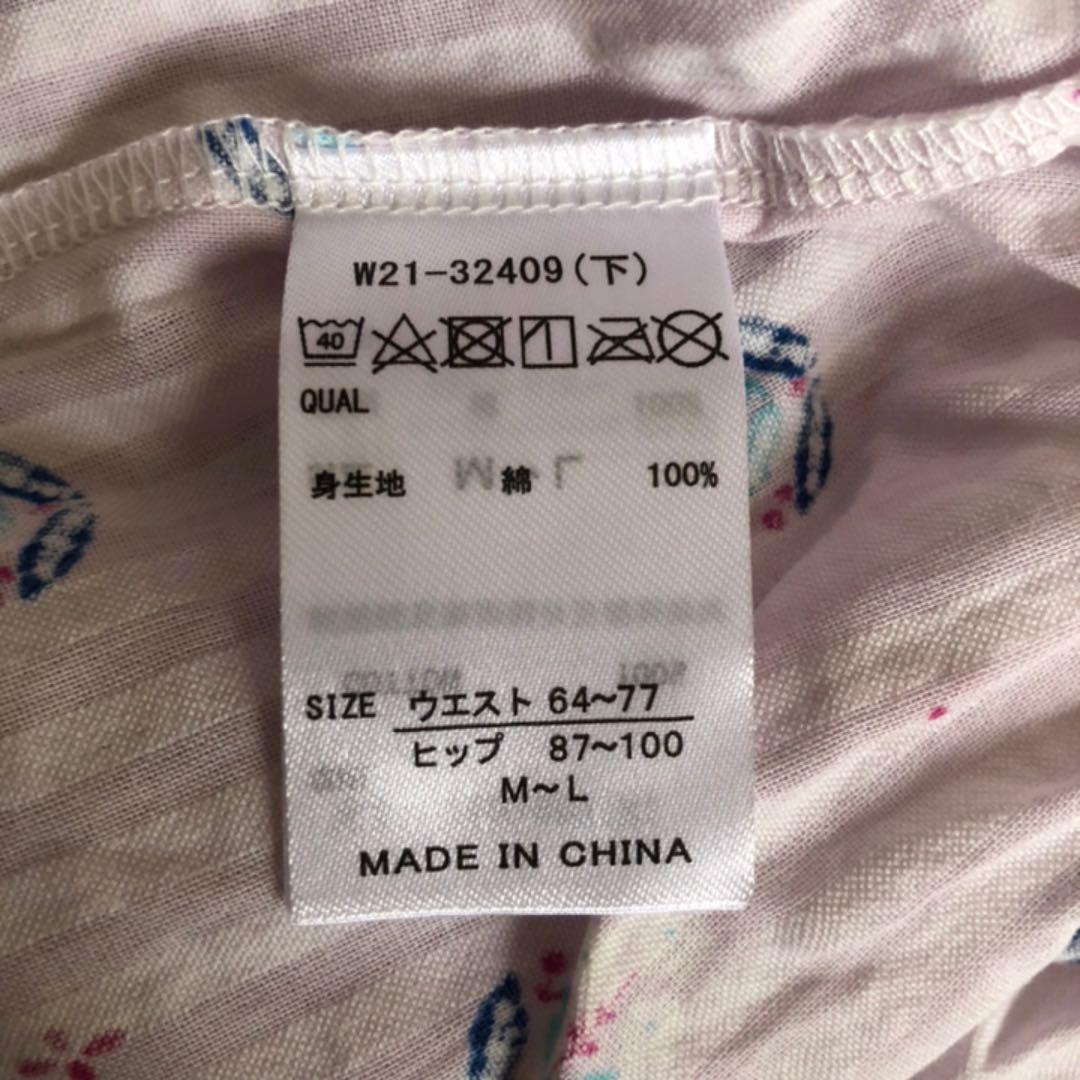 W21-32409(下)
40
QUAL
身生地 綿 100%
SIZE ウエスト 64~77
ヒップ 87~100
M~L
MADE IN CHINA